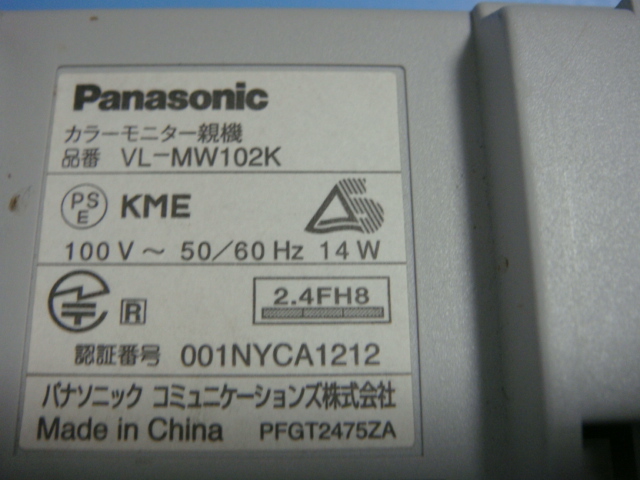 Panasonic
カラーモニター親機
品番 VL-MW102K
PS
E
KME
100 V ～ 50/60 Hz 14 W
R
2.4FH8
認証番号 001NYCA1212
パナソニック コミュニケーションズ株式会社
Made in China PFGT2475ZA